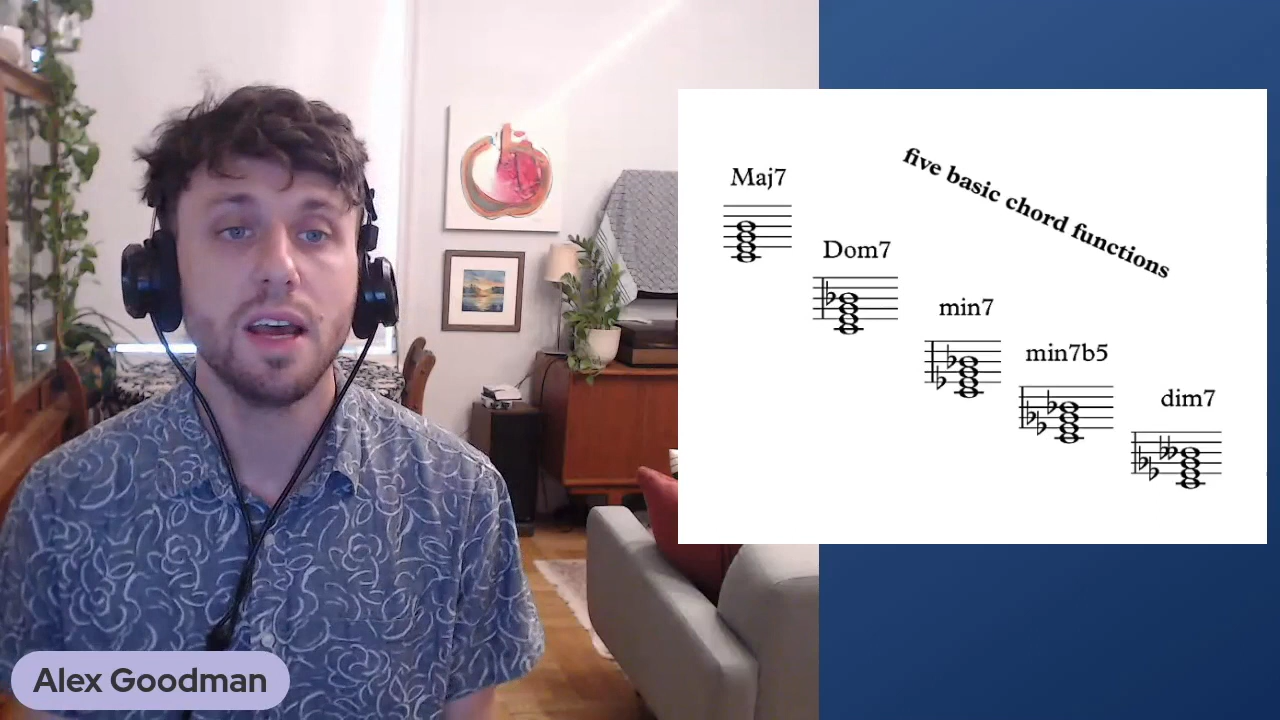 five basic chord functions
Maj7
Dom7
min7
min7b5
dim7
Alex Goodman